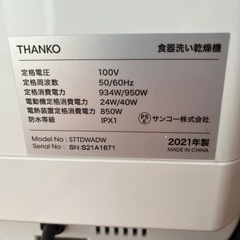 THANKO 食器洗い乾燥機
定格電圧 100V
定格周波数 50/60Hz
定格消費電力 934W/950W
電動機定格消費電力 24W/40W
電熱装置定格消費電力 850W
防水等級 IPX1
PS E サンコー株式会社
Model No : STTDWADW
SN:S21A1671
2021年製
MADE IN CHINA